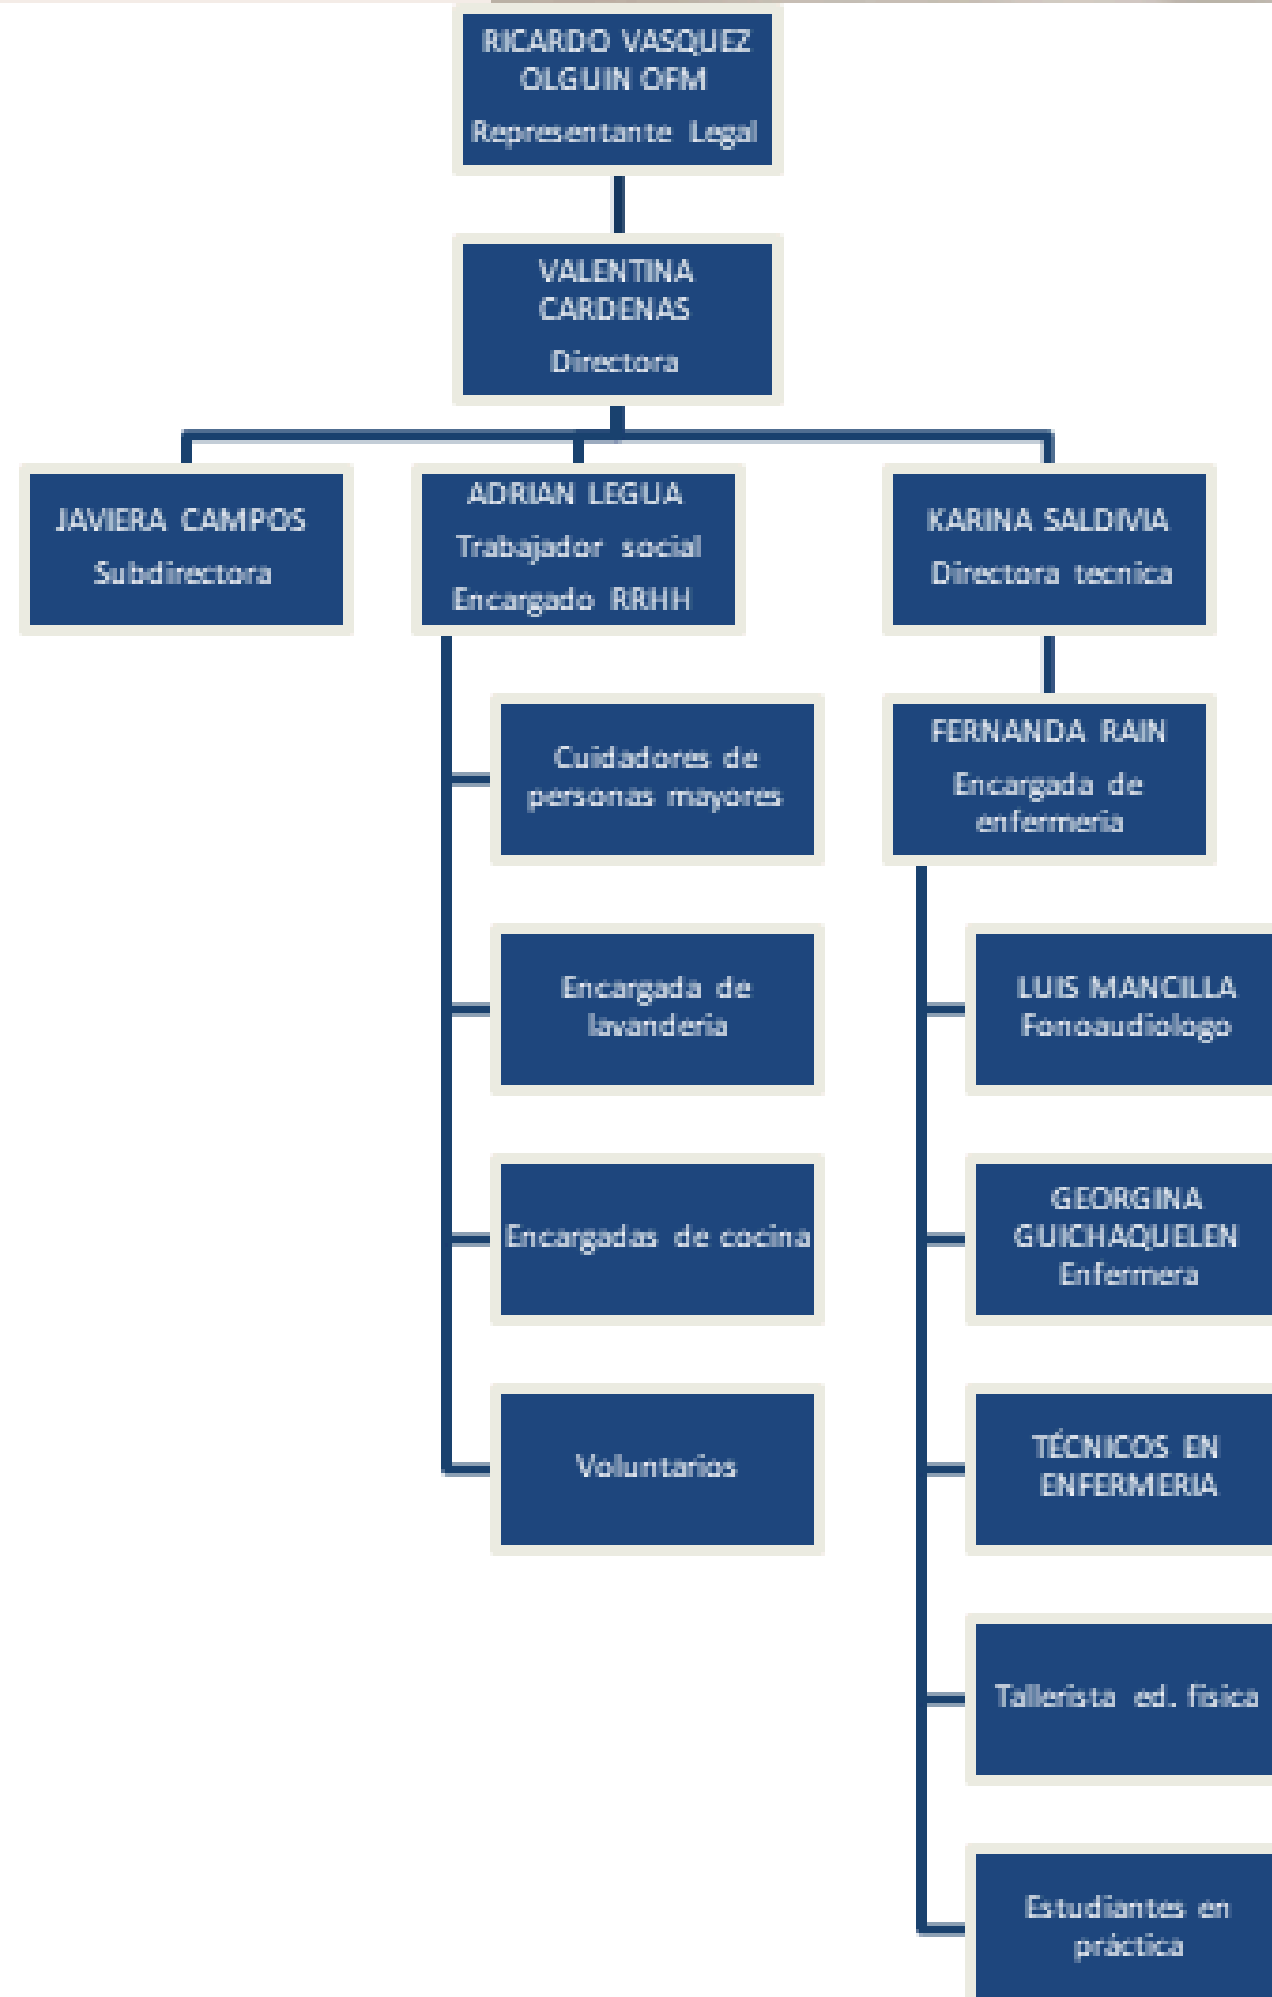 RICARDO VASQUEZ
OLGUIN OFM
Representante Legal
VALENTINA
CARDENAS
Directora
JAVIERA CAMPOS
Subdirectora
ADRIAN LEGUA
Trabajador social
Encargado RRHH
KARINA SALDIVIA
Directora tecnica
Cuidadores de
personas mayores
Encargada de
lavanderia
Encargadas de cocina
Voluntarios
FERNANDA RAIN
Encargada de
enfermeria
LUIS MANCILLA
Fonoaudiologo
GEORGINA
GUICHAQUELEN
Enfermera
TÉCNICOS EN
ENFERMERIA
Tallerista ed. fisica
Estudiantes en
práctica